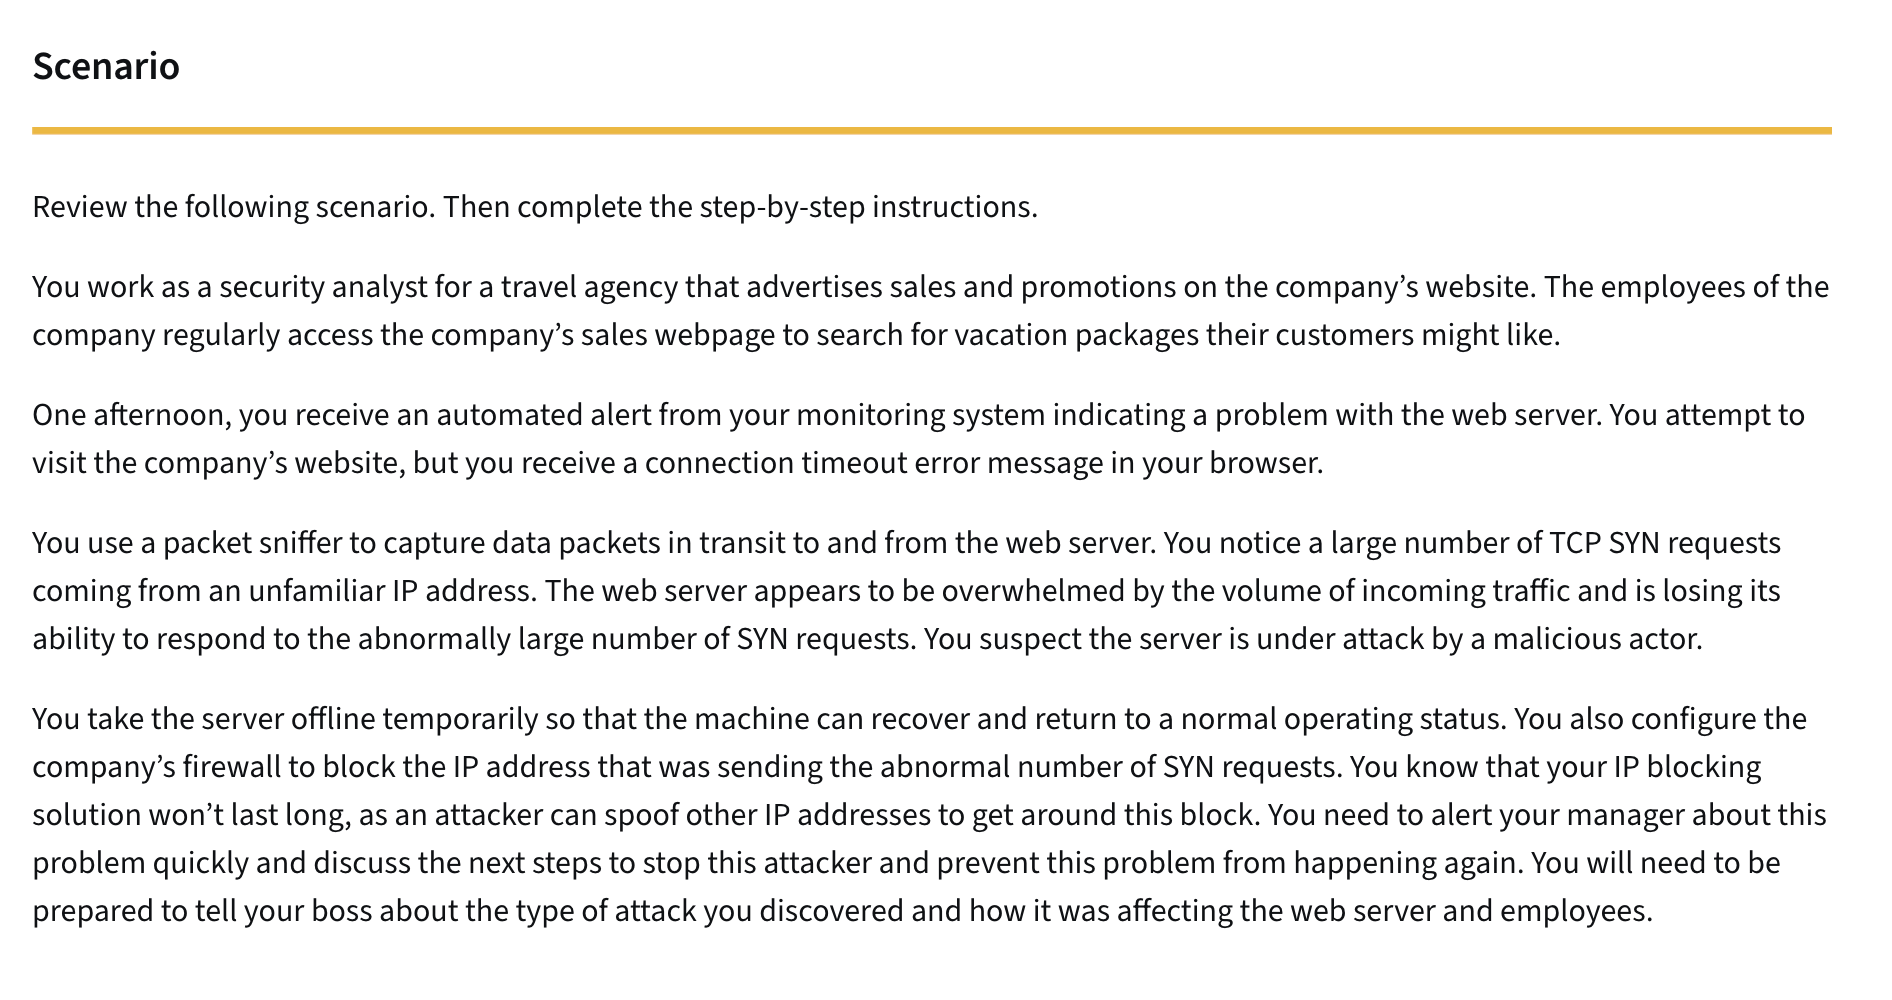 Scenario
Review the following scenario. Then complete the step-by-step instructions.
You work as a security analyst for a travel agency that advertises sales and promotions on the company’s website. The employees of the
company regularly access the company’s sales webpage to search for vacation packages their customers might like.
One afternoon, you receive an automated alert from your monitoring system indicating a problem with the web server. You attempt to
visit the company’s website, but you receive a connection timeout error message in your browser.
You use a packet sniffer to capture data packets in transit to and from the web server. You notice a large number of TCP SYN requests
coming from an unfamiliar IP address. The web server appears to be overwhelmed by the volume of incoming traffic and is losing its
ability to respond to the abnormally large number of SYN requests. You suspect the server is under attack by a malicious actor.
You take the server offline temporarily so that the machine can recover and return to a normal operating status. You also configure the
company’s firewall to block the IP address that was sending the abnormal number of SYN requests. You know that your IP blocking
solution won’t last long, as an attacker can spoof other IP addresses to get around this block. You need to alert your manager about this
problem quickly and discuss the next steps to stop this attacker and prevent this problem from happening again. You will need to be
prepared to tell your boss about the type of attack you discovered and how it was affecting the web server and employees.